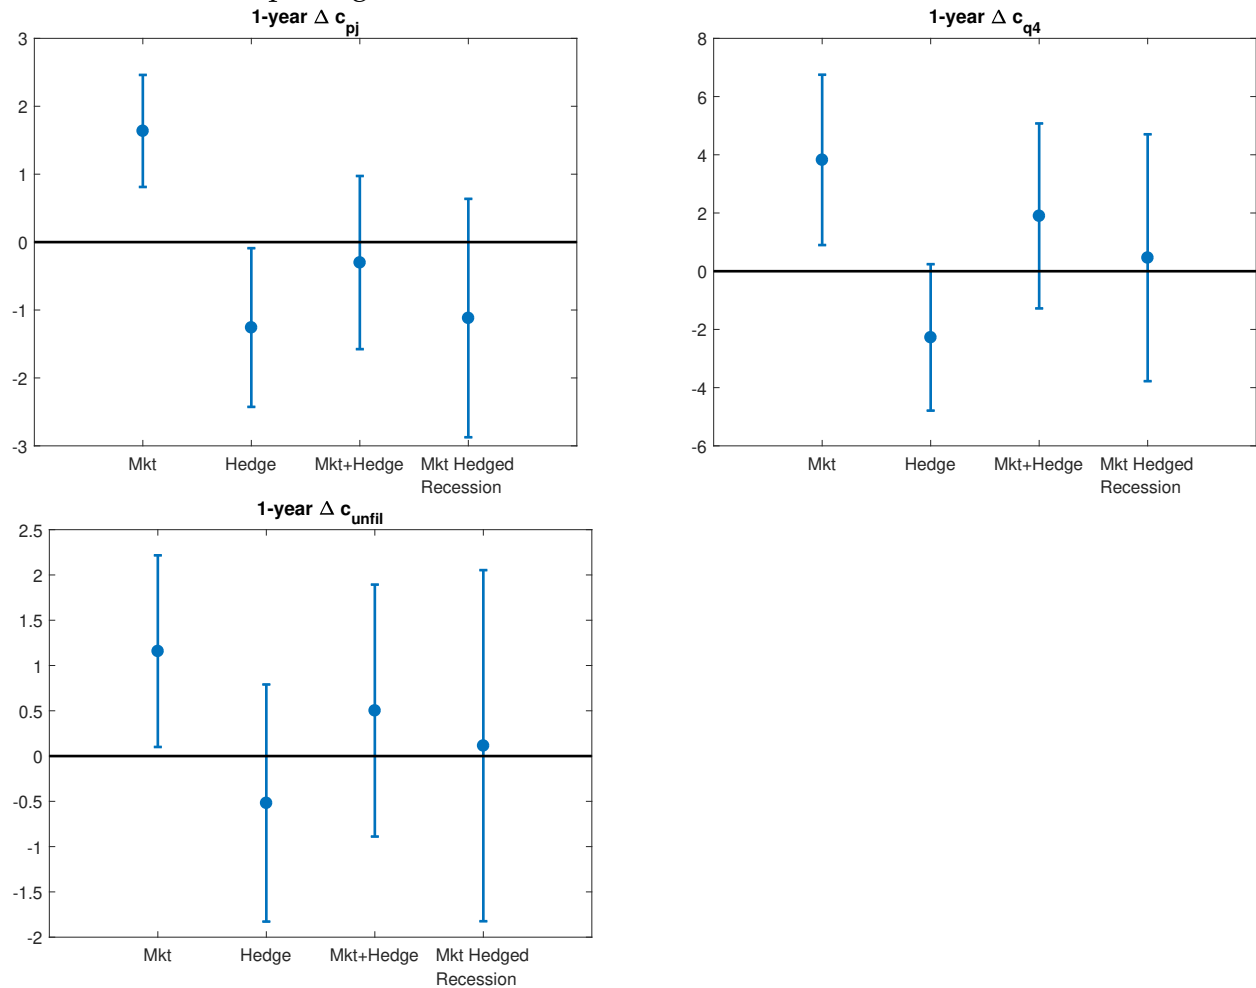 1-year Δ c_pj
3
2
1
0
-1
-2
-3
Mkt Hedge Mkt+Hedge Mkt Hedged
Recession
1-year Δ c_q4
8
6
4
2
0
-2
-4
-6
Mkt Hedge Mkt+Hedge Mkt Hedged
Recession
1-year Δ c_unfil
2.5
2
1.5
1
0.5
0
-0.5
-1
-1.5
-2
Mkt Hedge Mkt+Hedge Mkt Hedged
Recession